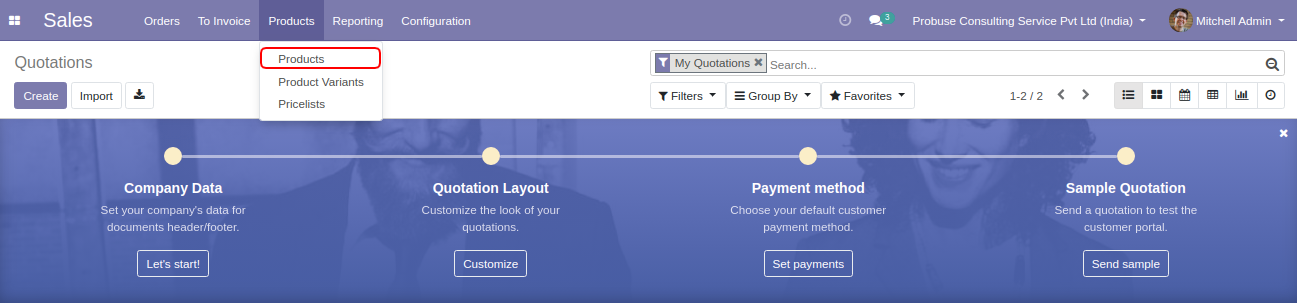 Sales Orders To Invoice Products Reporting Configuration 3 Probuse Consulting Service Pvt Ltd (India) Mitchell Admin
Quotations
Products
Product Variants
Pricelists
My Quotations Search...
Create Import
Filters Group By Favorites 1-2 / 2
Company Data
Set your company's data for
documents header/footer.
Let's start!
Quotation Layout
Customize the look of your
quotations.
Customize
Payment method
Choose your default customer
payment method.
Set payments
Sample Quotation
Send a quotation to test the
customer portal.
Send sample